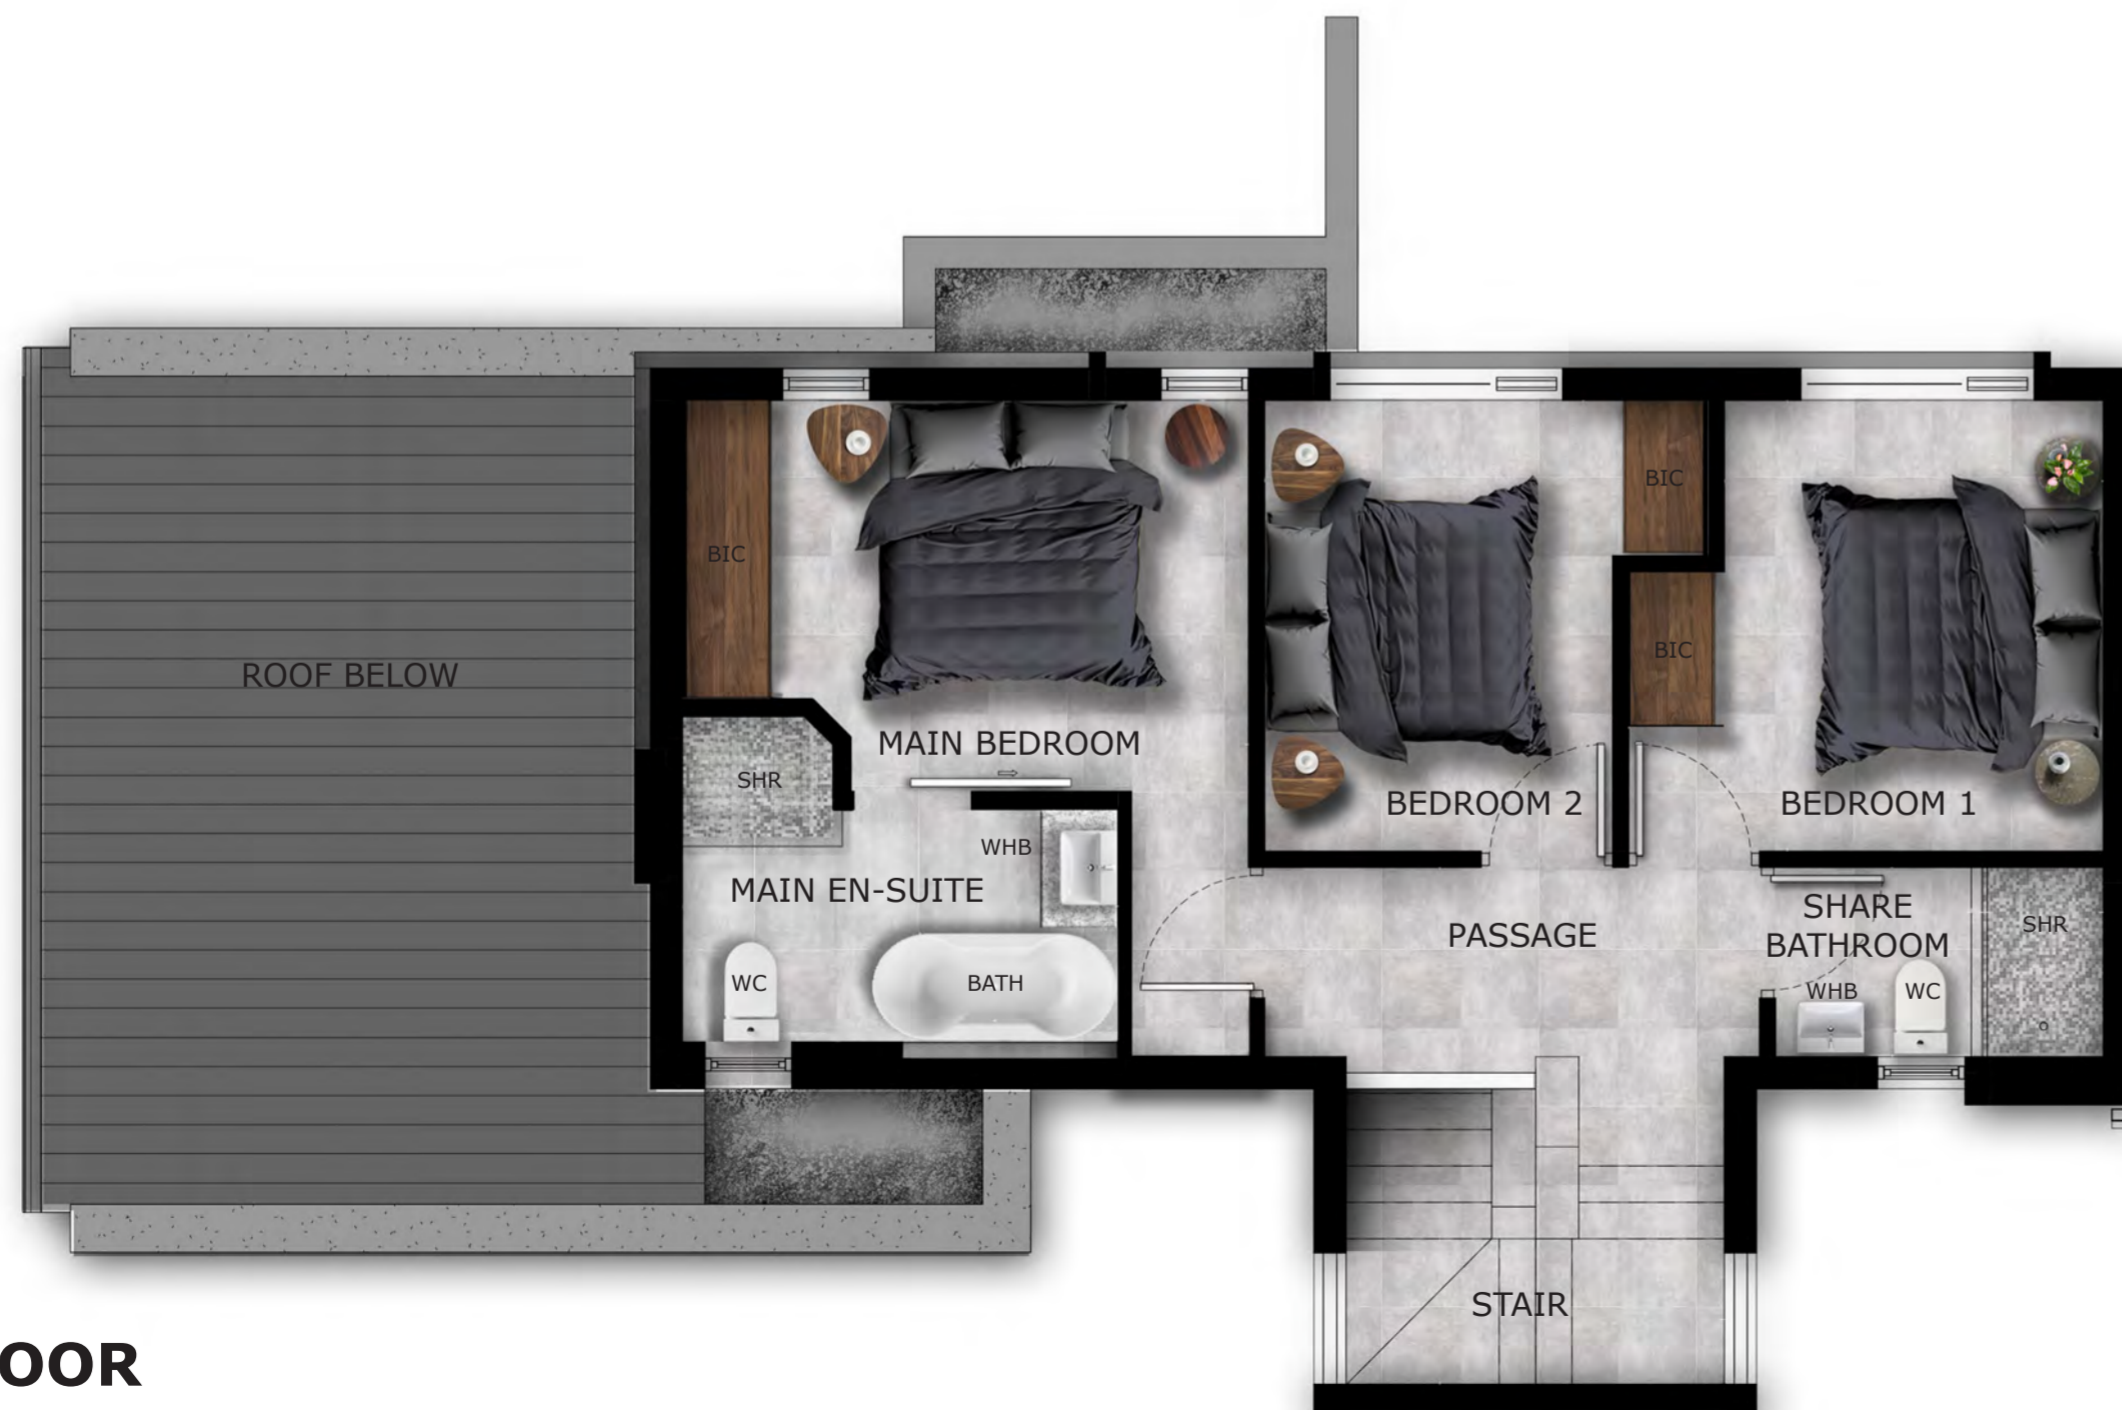 BIC
BIC
BIC
ROOF BELOW
MAIN BEDROOM
SHR
BEDROOM 2
BEDROOM 1
WHB
MAIN EN-SUITE
PASSAGE
SHARE
BATHROOM
SHR
WC
BATH
WHB
WC
STAIR
OOR